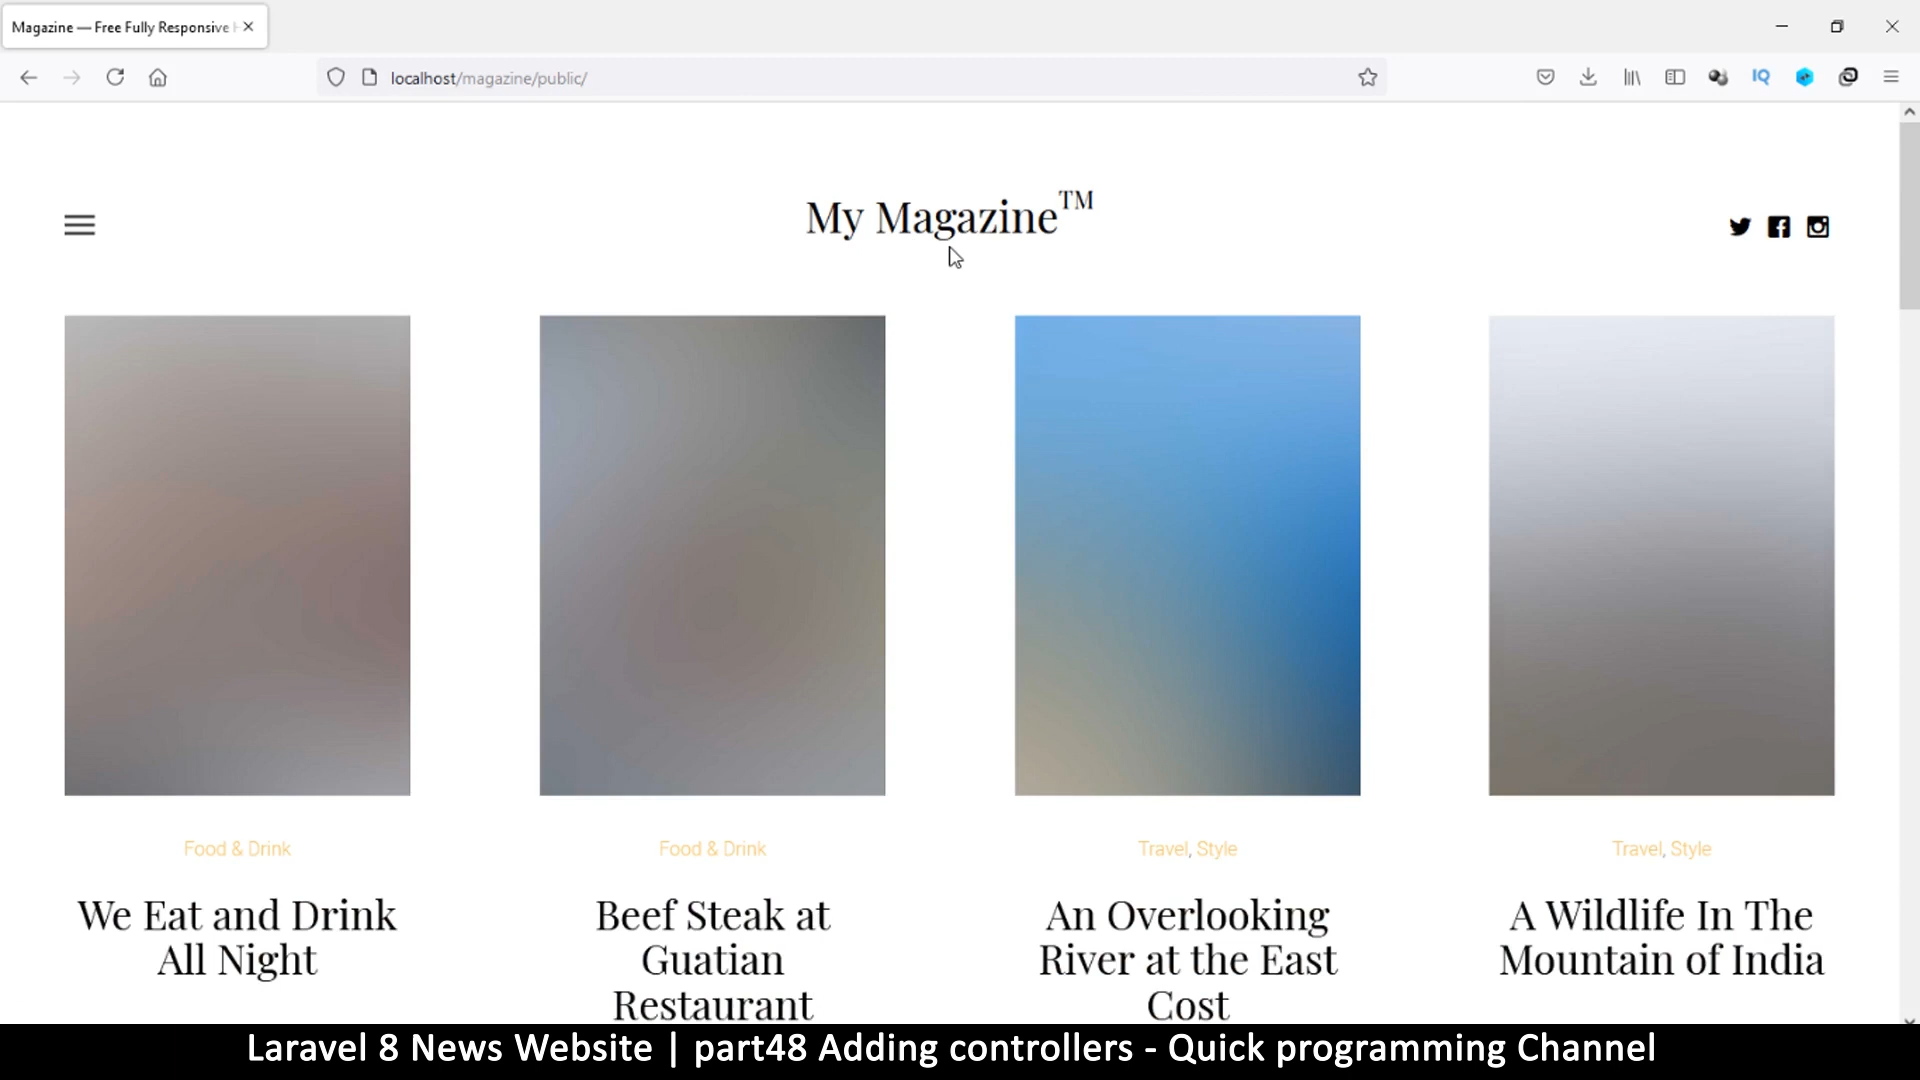 Magazine — Free Fully Responsive
localhost/magazine/public/
IQ
My Magazine™
Food & Drink
We Eat and Drink
All Night
Food & Drink
Beef Steak at
Guatian
Restaurant
Travel, Style
An Overlooking
River at the East
Cost
Travel, Style
A Wildlife In The
Mountain of India
Laravel 8 News Website | part48 Adding controllers - Quick programming Channel